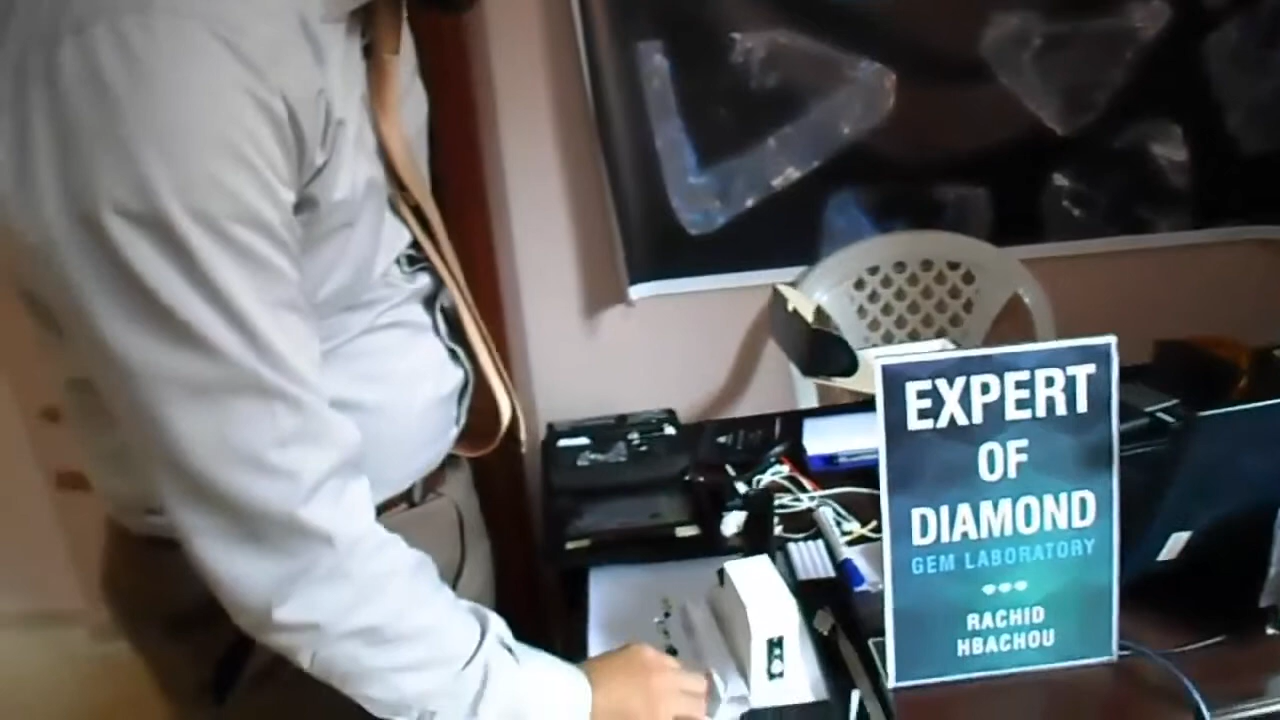 EXPERT
OF
DIAMOND
GEM LABORATORY
RACHID
HBACHOU